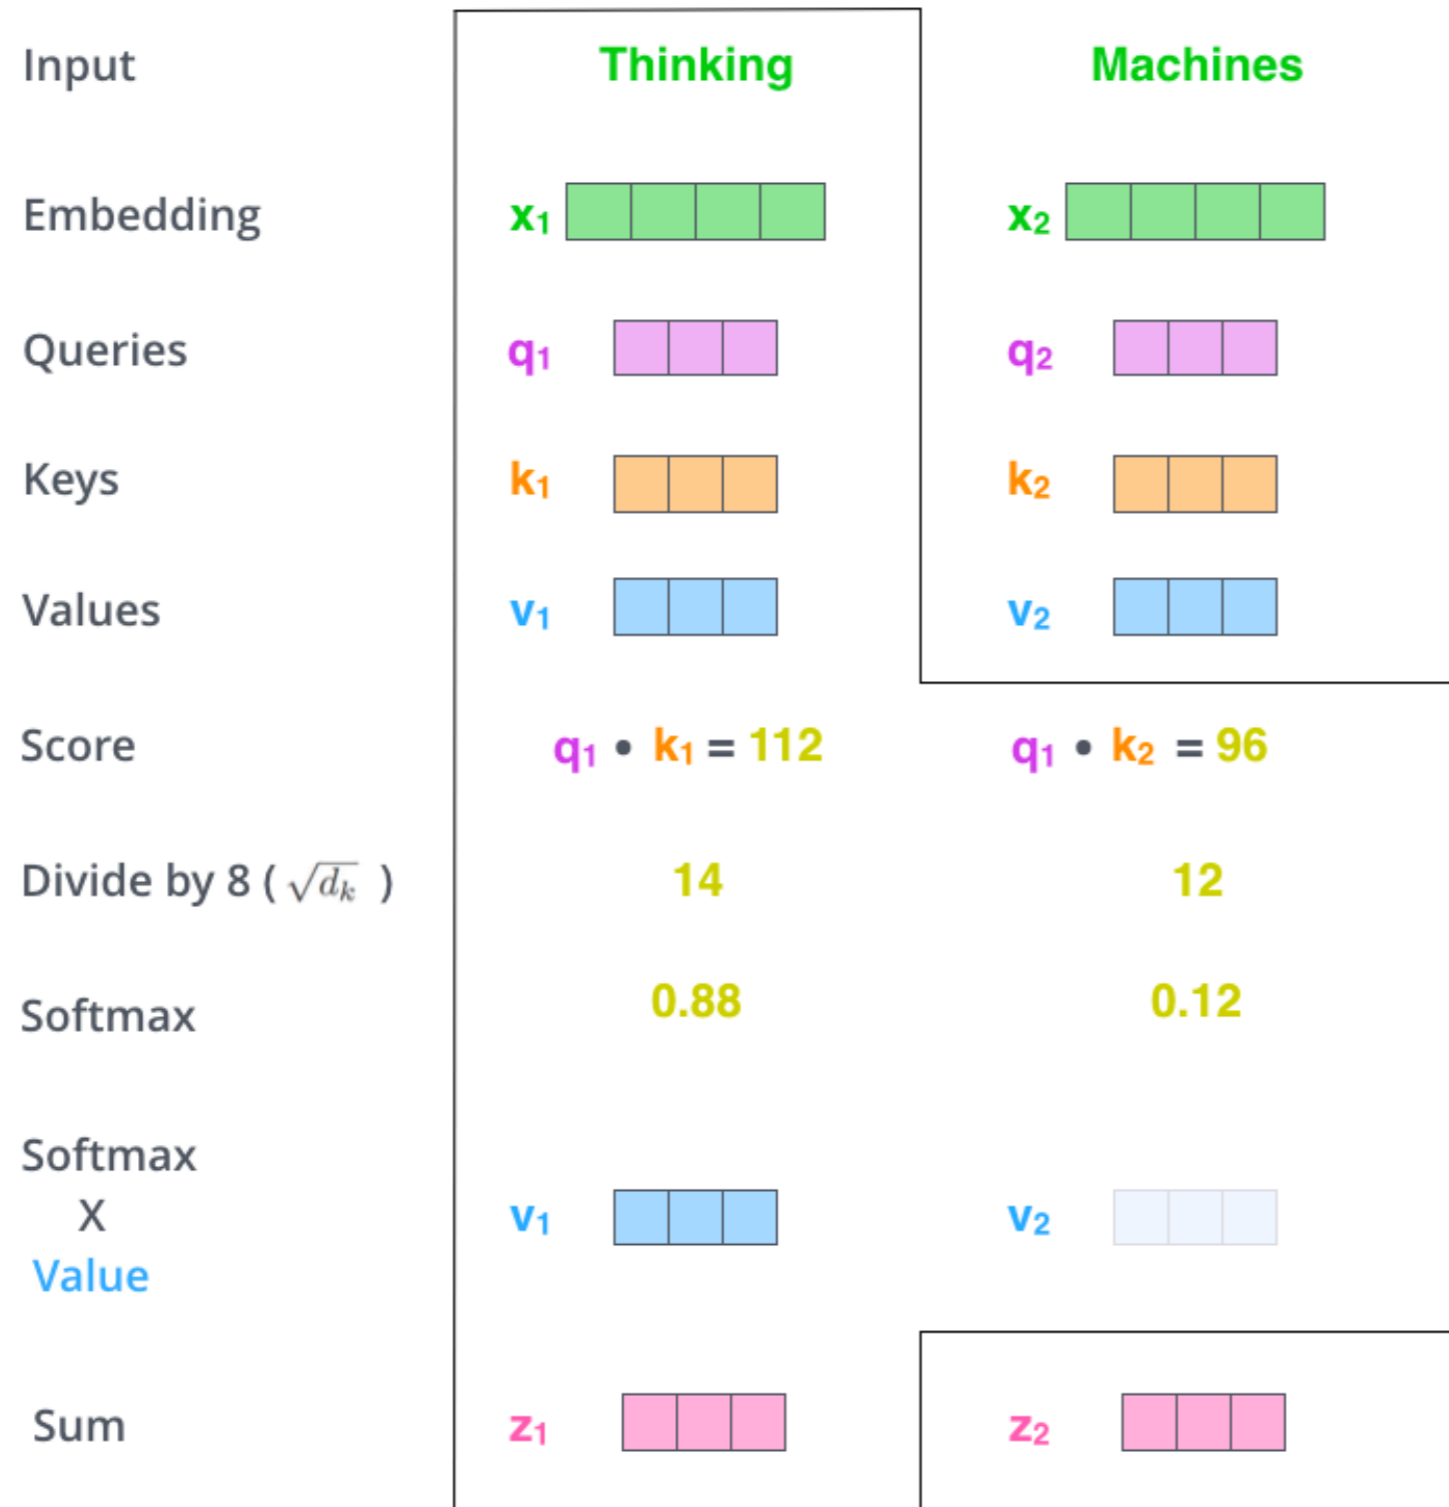 Input Thinking Machines
Embedding x₁ x₂
Queries q₁ q₂
Keys k₁ k₂
Values v₁ v₂
Score q₁ • k₁ = 112 q₁ • k₂ = 96
Divide by 8 ( √dₖ ) 14 12
Softmax 0.88 0.12
Softmax
X
Value v₁ v₂
Sum z₁ z₂